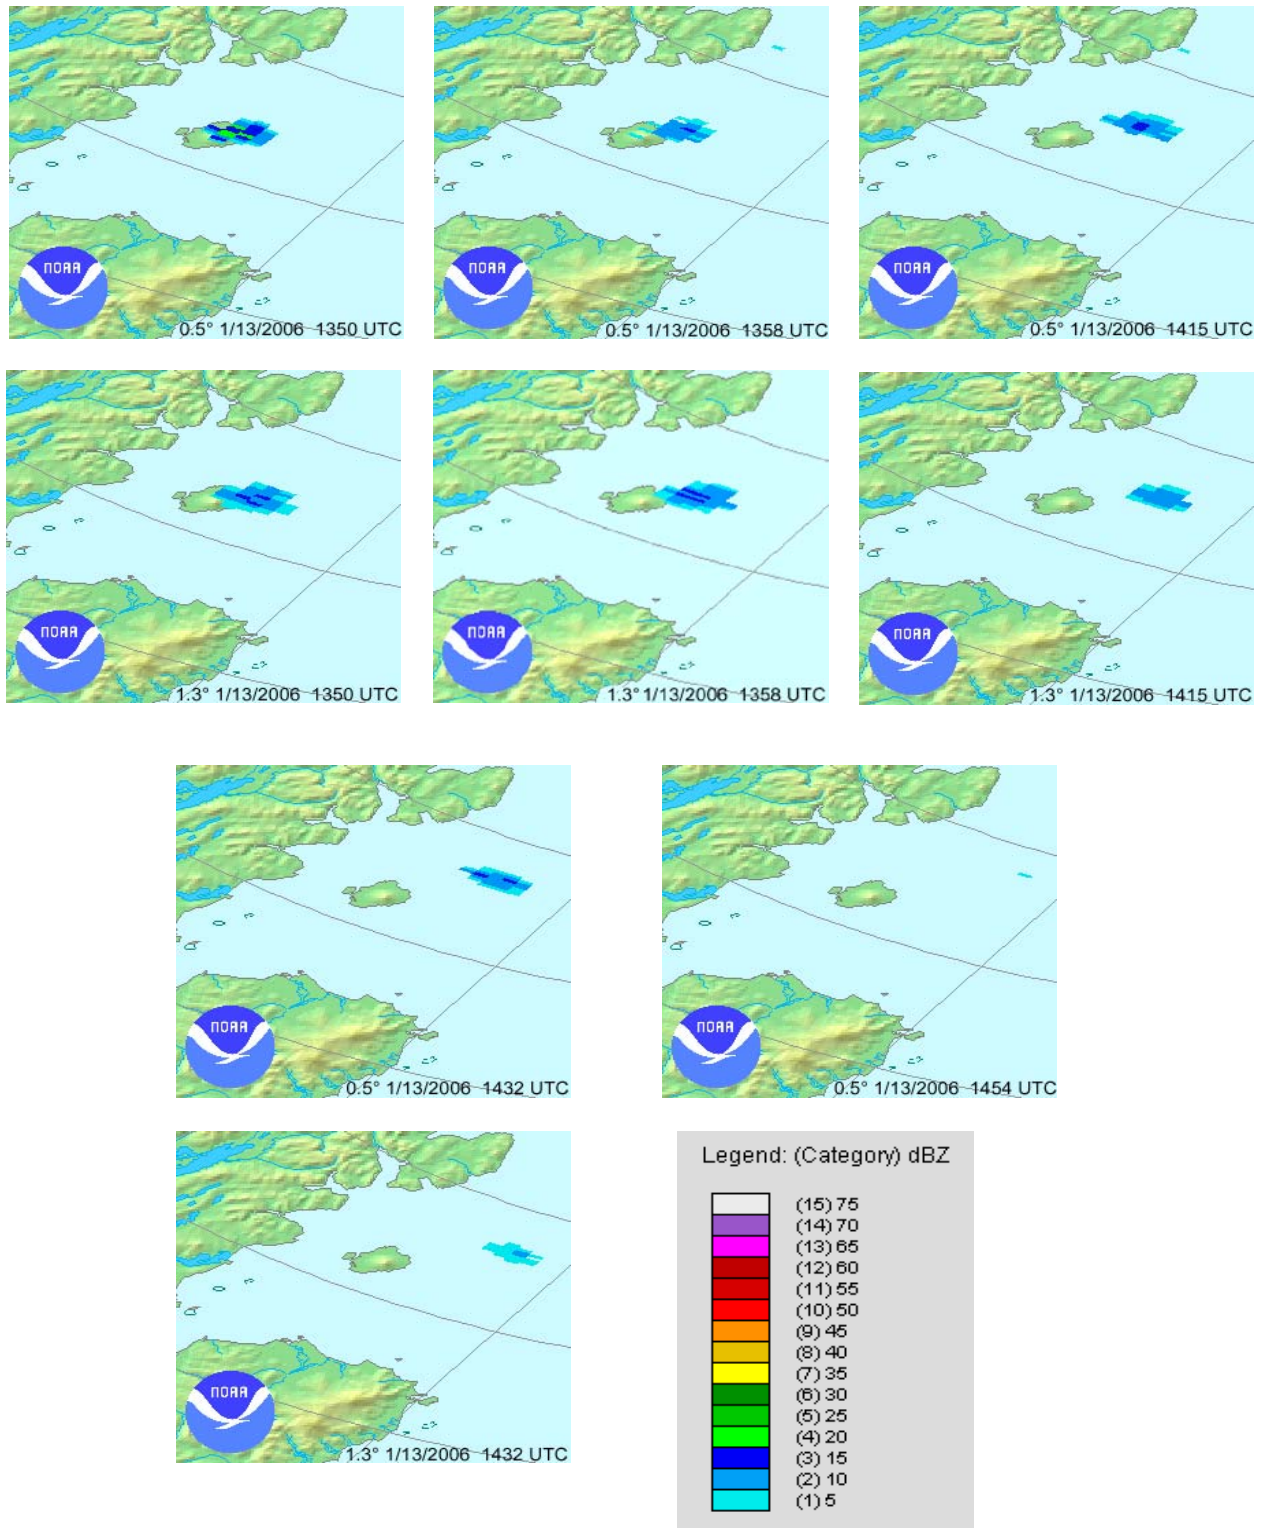 NOAA
0.5° 1/13/2006 1350 UTC
NOAA
0.5° 1/13/2006 1358 UTC
NOAA
0.5° 1/13/2006 1415 UTC
NOAA
1.3° 1/13/2006 1350 UTC
NOAA
1.3° 1/13/2006 1358 UTC
NOAA
1.3° 1/13/2006 1415 UTC
NOAA
0.5° 1/13/2006 1432 UTC
NOAA
0.5° 1/13/2006 1454 UTC
NOAA
1.3° 1/13/2006 1432 UTC
Legend: (Category) dBZ
(15) 75
(14) 70
(13) 65
(12) 60
(11) 55
(10) 50
(9) 45
(8) 40
(7) 35
(6) 30
(5) 25
(4) 20
(3) 15
(2) 10
(1) 5